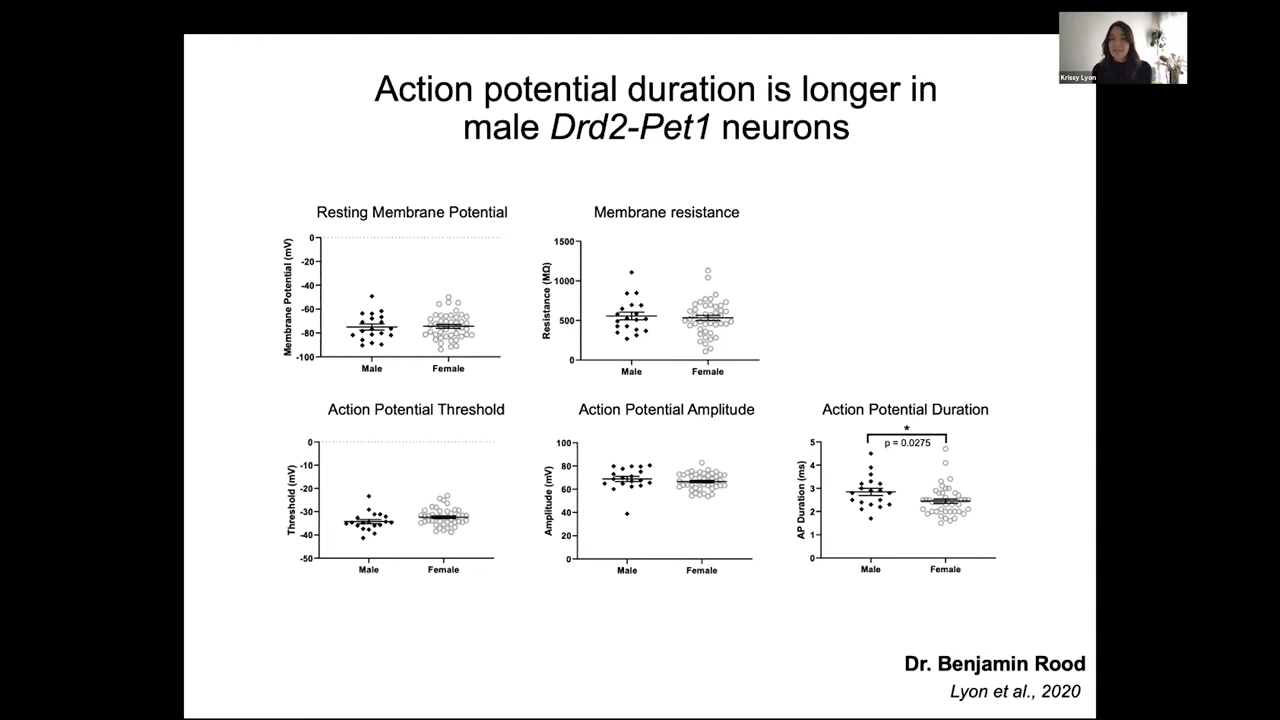 Krissy Lyon
Action potential duration is longer in
male Drd2-Pet1 neurons
Resting Membrane Potential
Membrane Potential (mV)
0
-20
-40
-60
-80
-100
Male
Female
Membrane resistance
Resistance (MΩ)
1500
1000
500
0
Male
Female
Action Potential Threshold
Threshold (mV)
0
-10
-20
-30
-40
-50
Male
Female
Action Potential Amplitude
Amplitude (mV)
100
80
60
40
20
0
Male
Female
Action Potential Duration
*
p = 0.0275
AP Duration (ms)
5
4
3
2
1
0
Male
Female
Dr. Benjamin Rood
Lyon et al., 2020